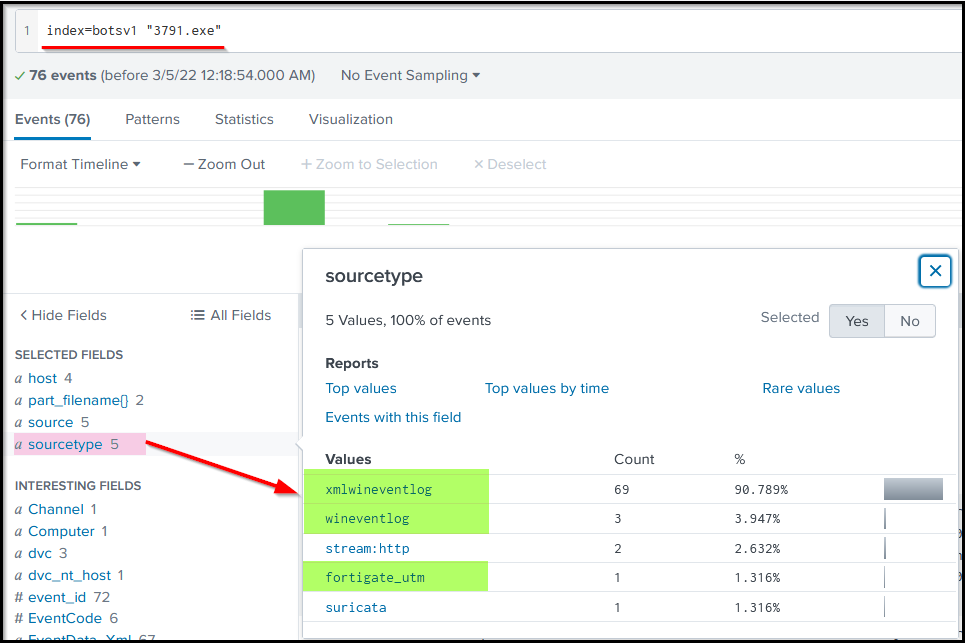 1 index=botsv1 "3791.exe"
✓ 76 events (before 3/5/22 12:18:54.000 AM) No Event Sampling ▾
Events (76) Patterns Statistics Visualization
Format Timeline ▾ — Zoom Out + Zoom to Selection × Deselect
sourcetype
5 Values, 100% of events Selected Yes No
Reports
Top values Top values by time Rare values
Events with this field
Values Count %
xmlwineventlog 69 90.789%
wineventlog 3 3.947%
stream:http 2 2.632%
fortigate_utm 1 1.316%
suricata 1 1.316%
< Hide Fields All Fields
SELECTED FIELDS
a host 4
a part_filename{} 2
a source 5
a sourcetype 5
INTERESTING FIELDS
a Channel 1
a Computer 1
a dvc 3
a dvc_nt_host 1
# event_id 72
# EventCode 6
a EventData_Xml 67